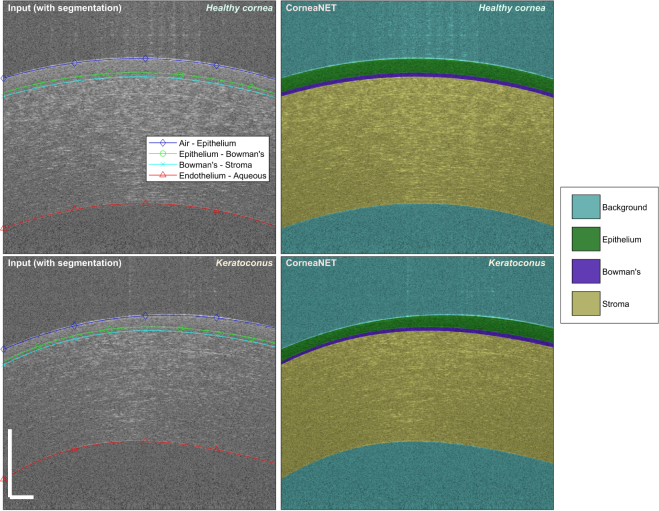 Input (with segmentation) Healthy cornea
CorneaNET Healthy cornea
Air - Epithelium
Epithelium - Bowman's
Bowman's - Stroma
Endothelium - Aqueous
Input (with segmentation) Keratoconus
CorneaNET Keratoconus
Background
Epithelium
Bowman's
Stroma